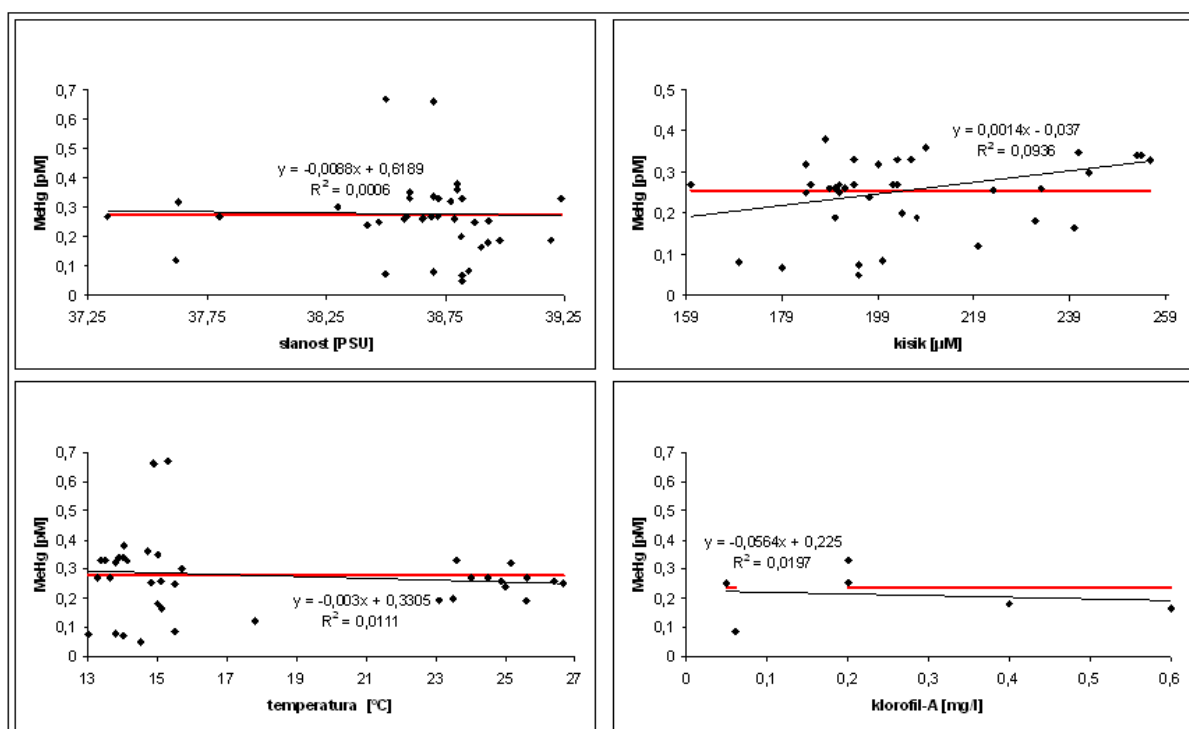 0,7
0,6
0,5
0,4
0,3
0,2
0,1
0
MeHg [pM]
y = -0,0088x + 0,6189
R2 = 0,0006
37,25 37,75 38,25 38,75 39,25
slanost [PSU]
0,5
0,4
0,3
0,2
0,1
0
MeHg [pM]
y = 0,0014x - 0,037
R2 = 0,0936
159 179 199 219 239 259
kisik [µM]
0,7
0,6
0,5
0,4
0,3
0,2
0,1
0
MeHg [pM]
y = -0,003x + 0,3305
R2 = 0,0111
13 15 17 19 21 23 25 27
temperatura [°C]
0,7
0,6
0,5
0,4
0,3
0,2
0,1
0
MeHg [pM]
y = -0,0564x + 0,225
R2 = 0,0197
0 0,1 0,2 0,3 0,4 0,5 0,6
klorofil-A [mg/l]